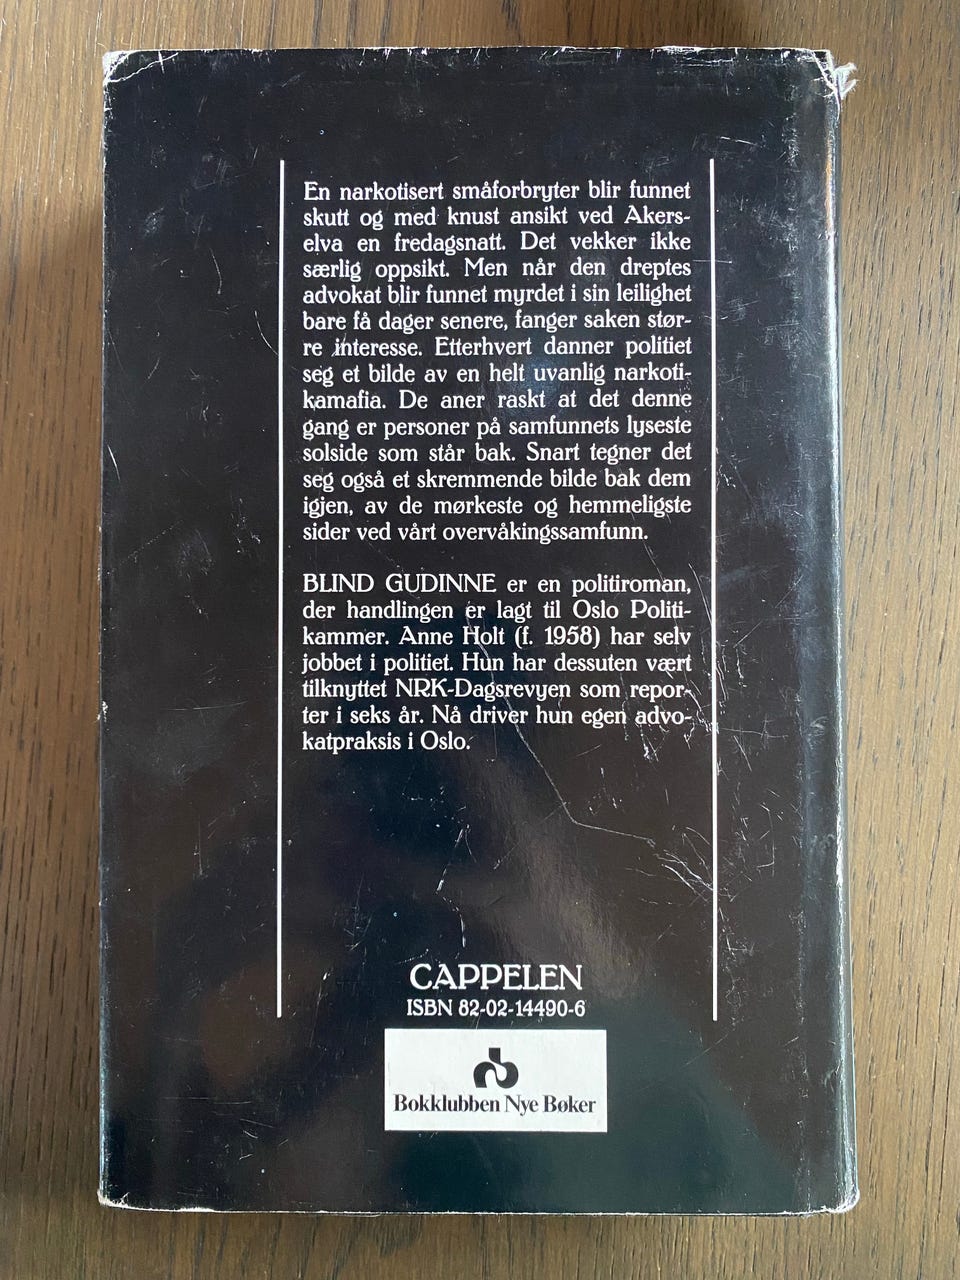 En narkotisert småforbryter blir funnet
skutt og med knust ansikt ved Akers-
elva en fredagsnatt. Det vekker ikke
særlig oppsikt. Men når den dreptes
advokat blir funnet myrdet i sin leilighet
bare få dager senere, fanger saken stør-
re interesse. Etterhvert danner politiet
seg et bilde av en helt uvanlig narkoti-
kamafia. De aner raskt at det denne
gang er personer på samfunnets lyseste
solside som står bak. Snart tegner det
seg også et skremmende bilde bak dem
igjen, av de mørkeste og hemmeligste
sider ved vårt overvåkingssamfunn.
BLIND GUDINNE er en politiroman,
der handlingen er lagt til Oslo Politi-
kammer. Anne Holt (f. 1958) har selv
jobbet i politiet. Hun har dessuten vært
tilknyttet NRK-Dagsrevyen som repor-
ter i seks år. Nå driver hun egen advo-
katpraksis i Oslo.
CAPPELEN
ISBN 82-02-14490-6
Bokklubben Nye Bøker